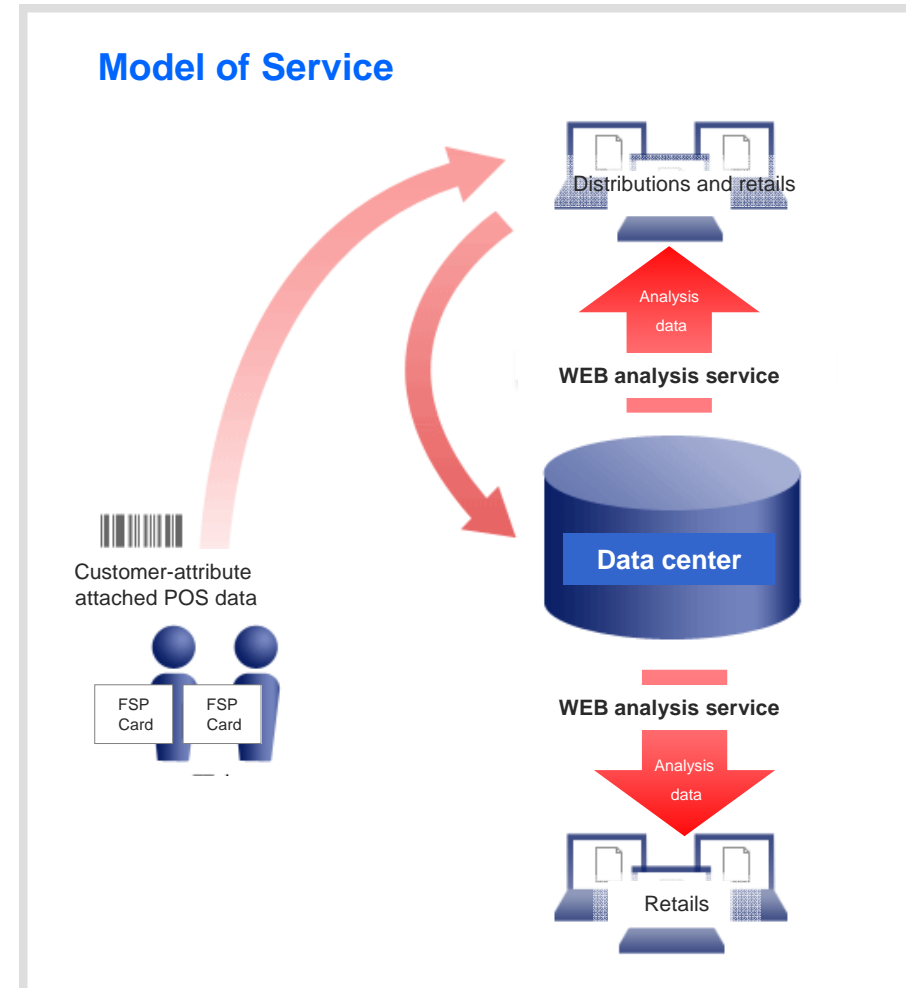 Model of Service
Distributions and retails
Analysis
data
WEB analysis service
Data center
Customer-attribute
attached POS data
FSP
Card
FSP
Card
WEB analysis service
Analysis
data
Retails